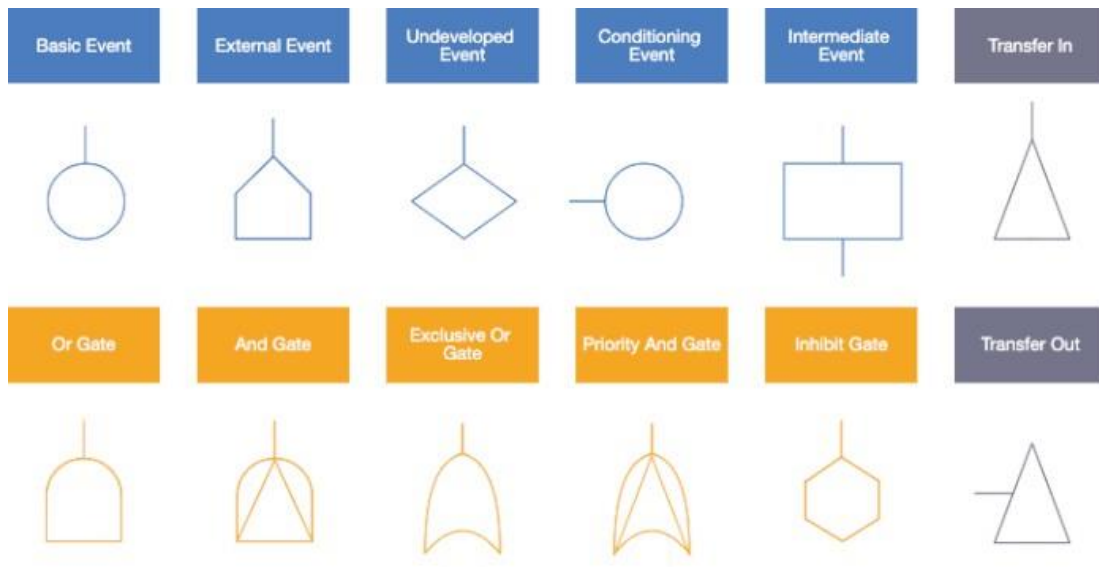 Basic Event
External Event
Undeveloped
Event
Conditioning
Event
Intermediate
Event
Transfer In
Or Gate
And Gate
Exclusive Or
Gate
Priority And Gate
Inhibit Gate
Transfer Out